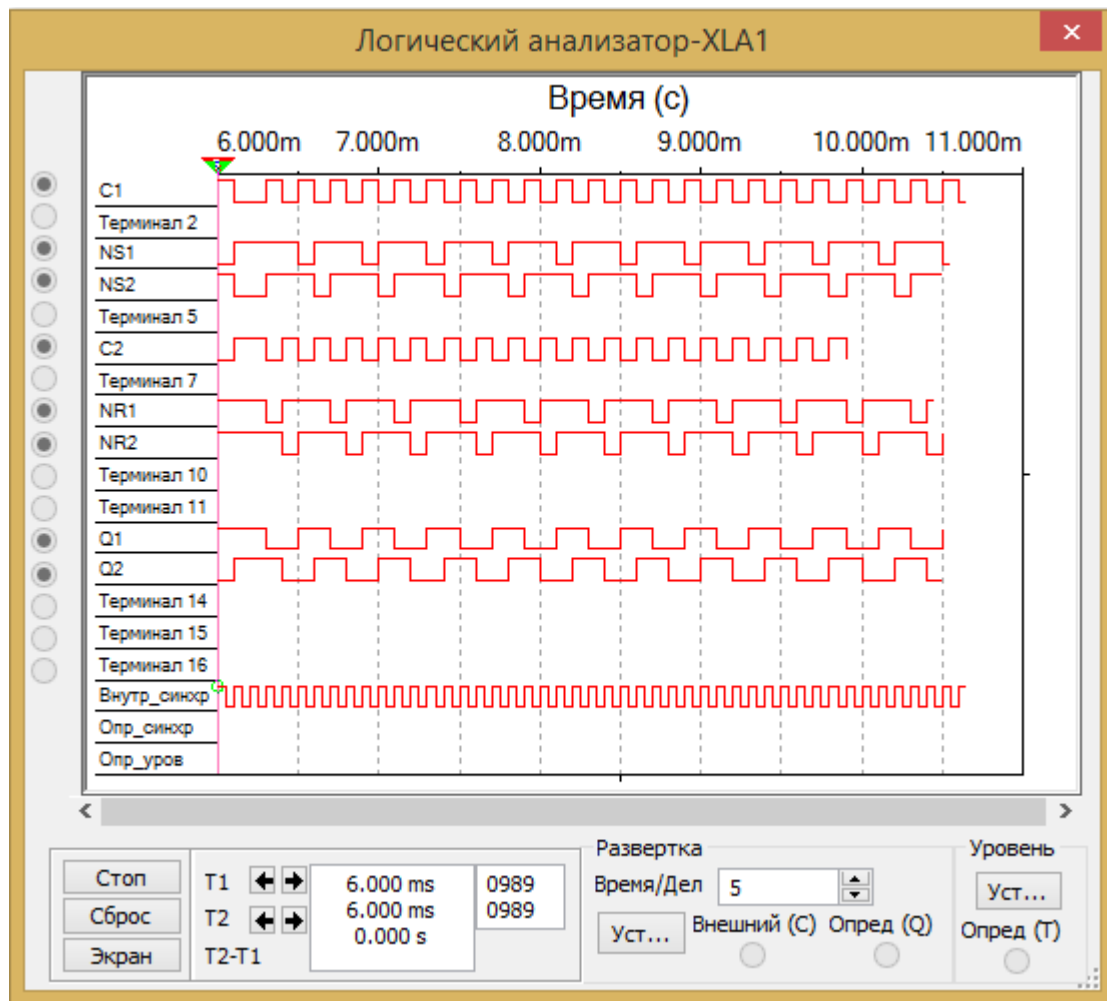 Логический анализатор-XLA1
Время (с)
6.000m 7.000m 8.000m 9.000m 10.000m 11.000m
C1
Терминал 2
NS1
NS2
Терминал 5
C2
Терминал 7
NR1
NR2
Терминал 10
Терминал 11
Q1
Q2
Терминал 14
Терминал 15
Терминал 16
Внутр_синхр
Опр_синхр
Опр_уров
Стоп
Сброс
Экран
T1 6.000 ms 0989
T2 6.000 ms 0989
T2-T1 0.000 s
Развертка
Время/Дел 5
Уст... Внешний (C) Опред (Q)
Уровень
Уст...
Опред (T)